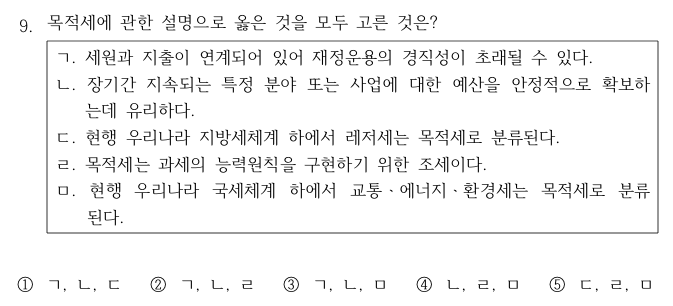 9. 목적세에 관한 설명으로 옳은 것을 모두 고른 것은?
ㄱ. 세원과 지출이 연계되어 있어 재정운용의 경직성이 초래될 수 있다.
ㄴ. 장기간 지속되는 특정 분야 또는 사업에 대한 예산을 안정적으로 확보하
는데 유리하다.
ㄷ. 현행 우리나라 지방세체계 하에서 레저세는 목적세로 분류된다.
ㄹ. 목적세는 과세의 능력원칙을 구현하기 위한 조세이다.
ㅁ. 현행 우리나라 국세체계 하에서 교통ㆍ에너지ㆍ환경세는 목적세로 분류
된다.
① ㄱ, ㄴ, ㄷ ② ㄱ, ㄴ, ㄹ ③ ㄱ, ㄴ, ㅁ ④ ㄴ, ㄹ, ㅁ ⑤ ㄷ, ㄹ, ㅁ